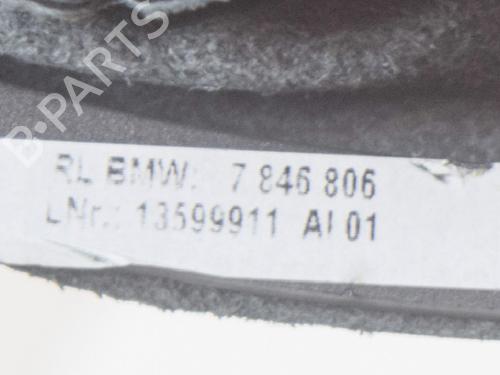 B-PARTS
RL BMW: 7 846 806
LNr.: 13599911 AI 01